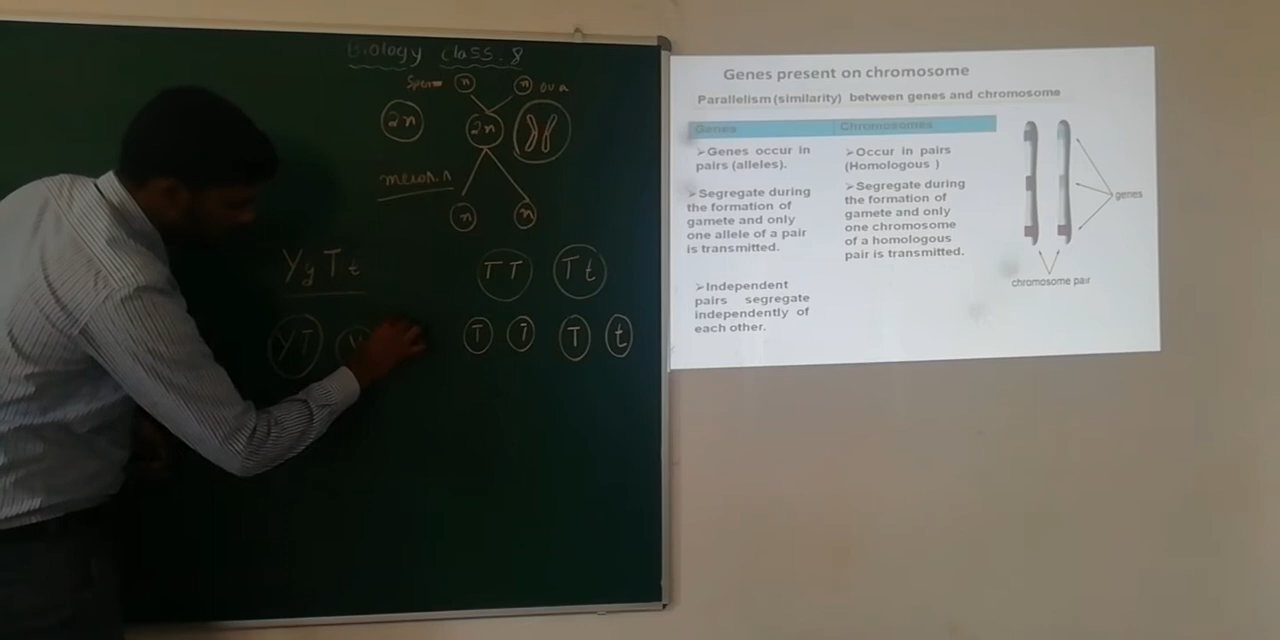 Biology class. 8
Sperm n n ova
2n 2n
n n
YyTt
TT Tt
YT
T T T t
Genes present on chromosome
Parallelism (similarity) between genes and chromosome
Genes Chromosomes
➢Genes occur in
pairs (alleles).
➢Segregate during
the formation of
gamete and only
one allele of a pair
is transmitted.
➢Independent
pairs segregate
independently of
each other.
➢Occur in pairs
(Homologous )
➢Segregate during
the formation of
gamete and only
one chromosome
of a homologous
pair is transmitted.
genes
chromosome pair